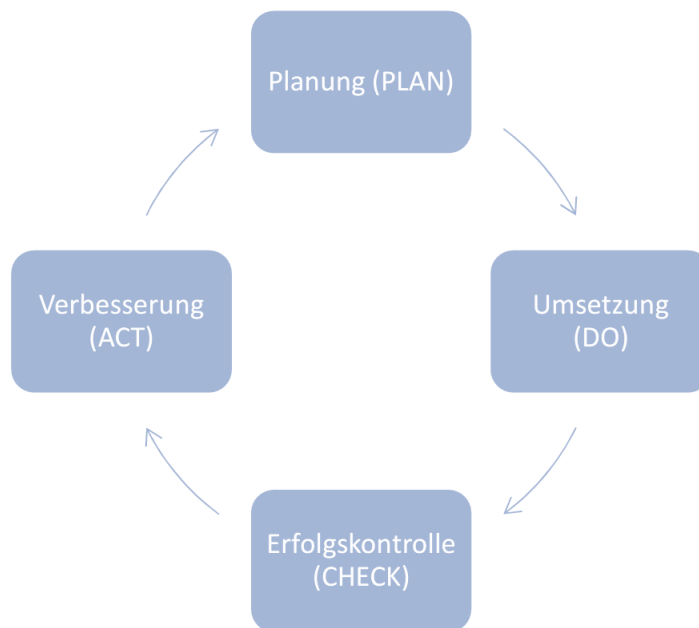 Planung (PLAN)
Umsetzung
(DO)
Erfolgskontrolle
(CHECK)
Verbesserung
(ACT)